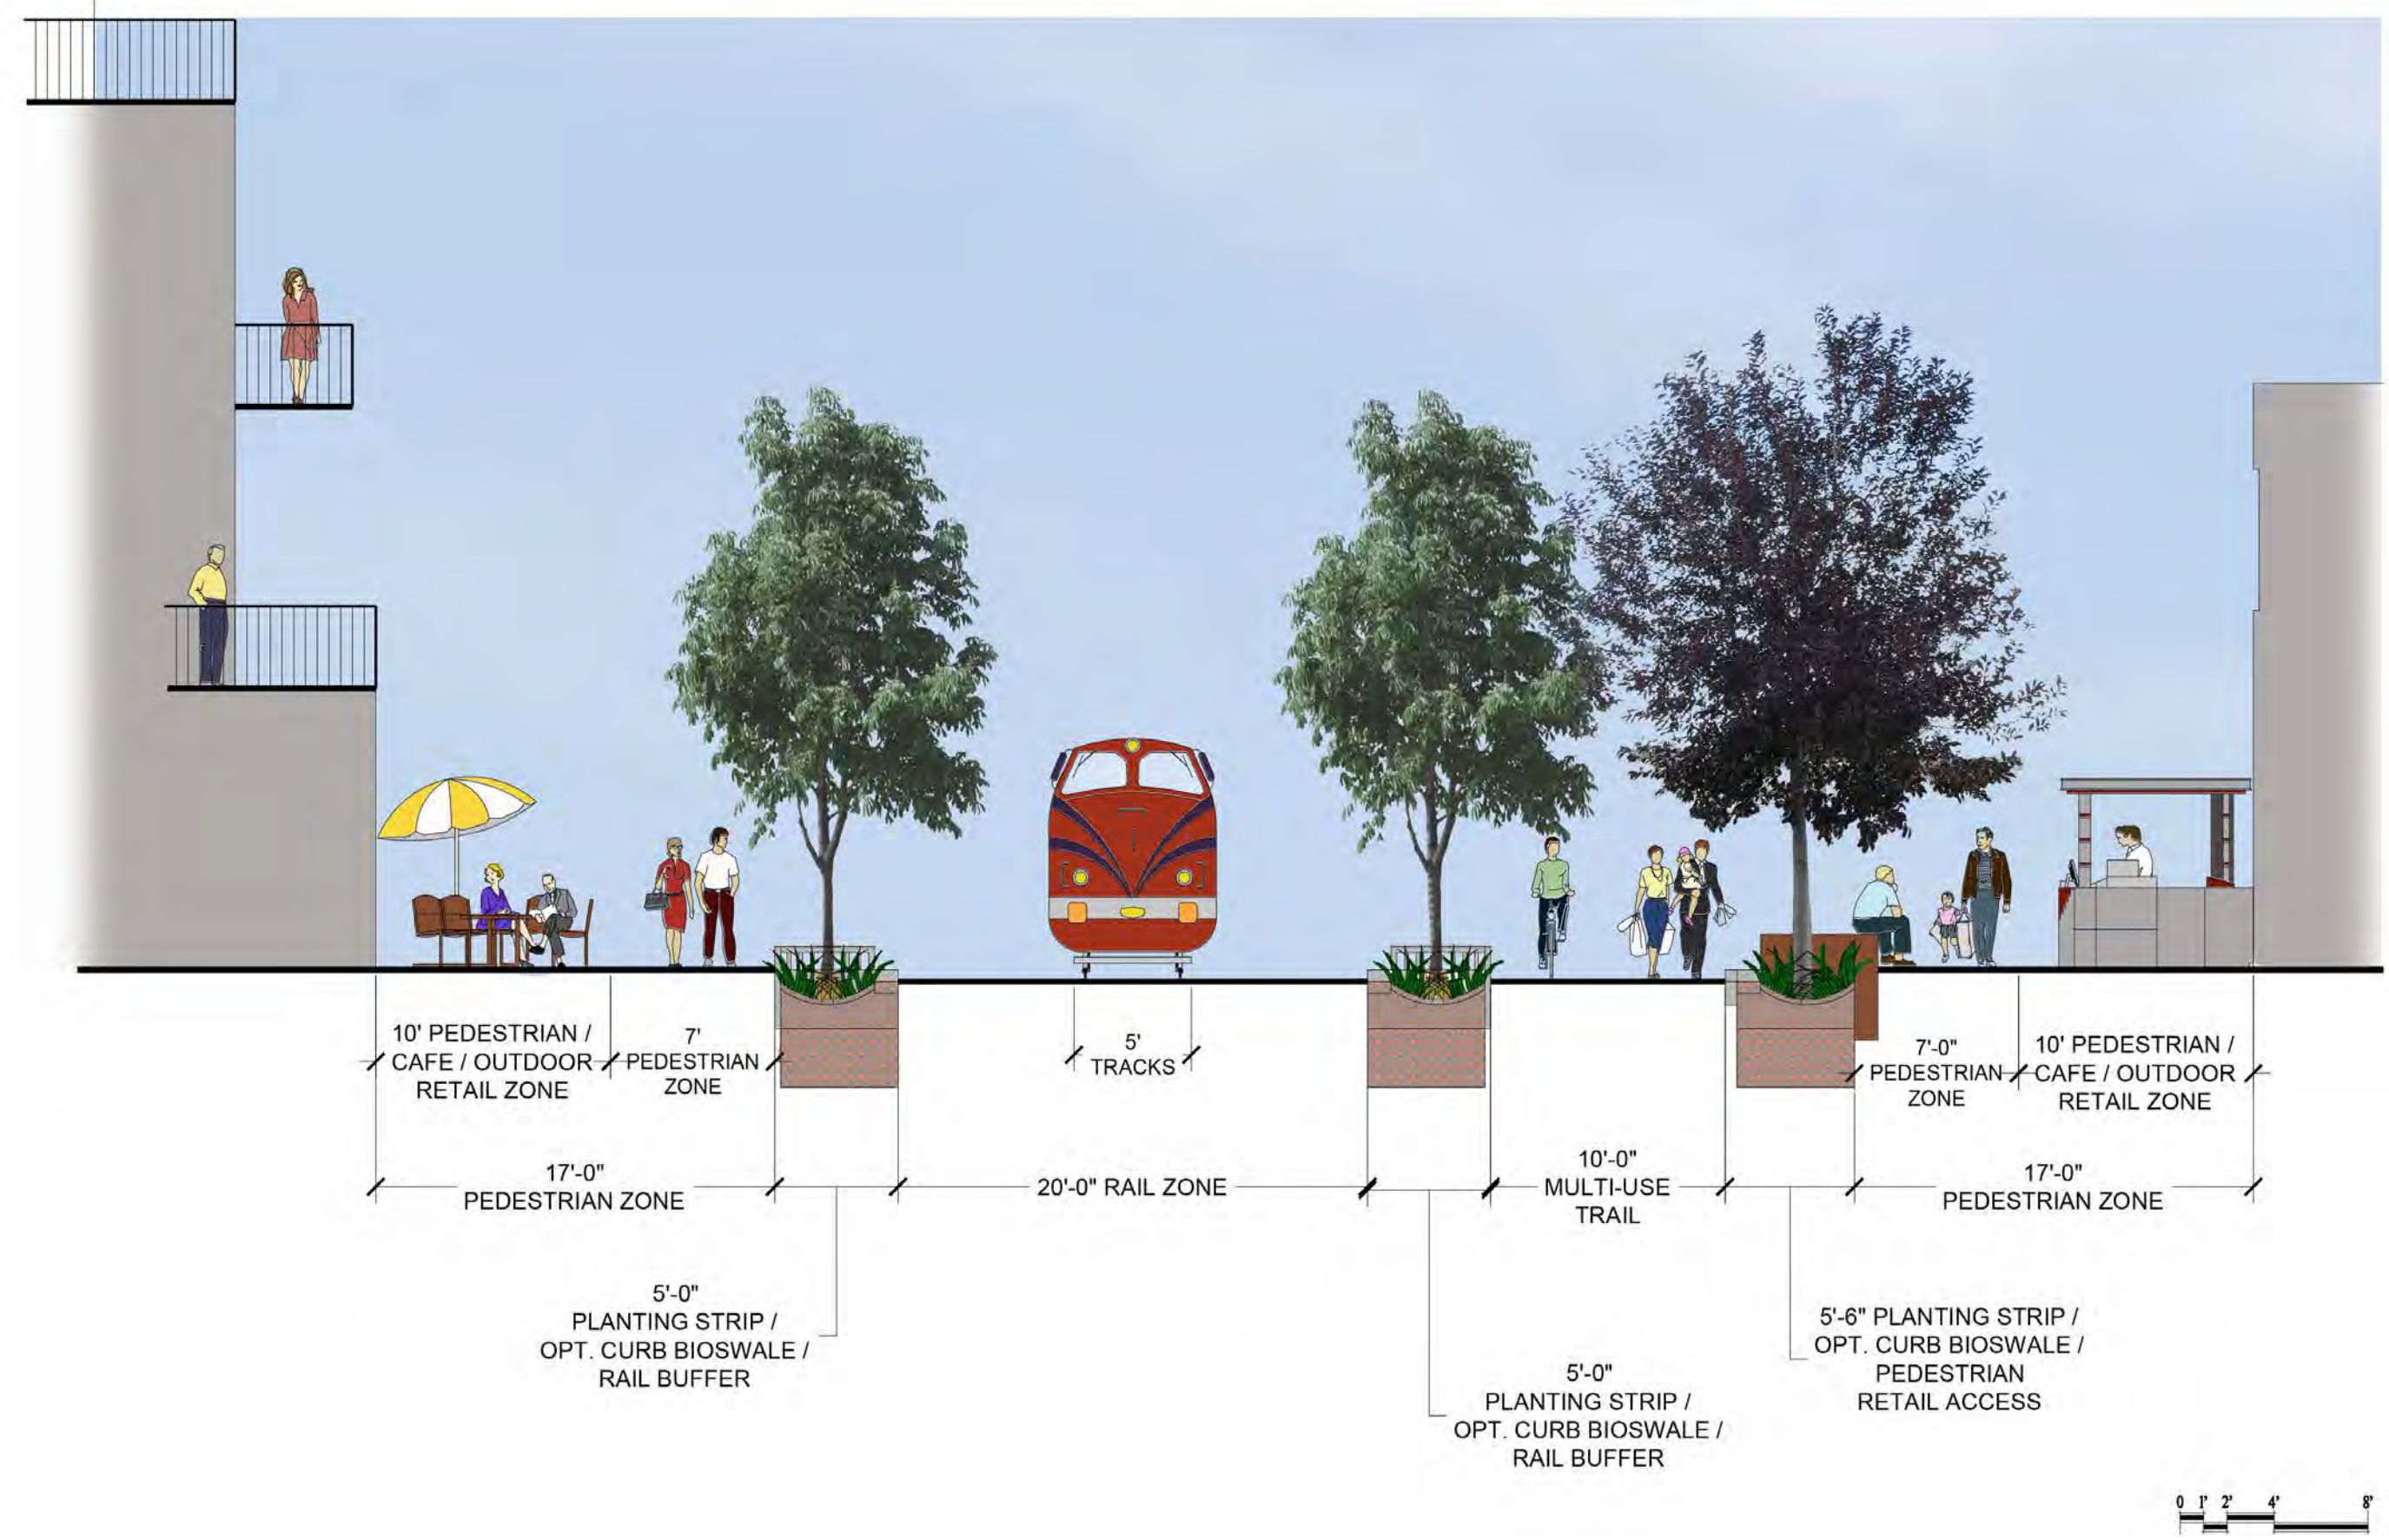 10' PEDESTRIAN /
CAFE / OUTDOOR
RETAIL ZONE
7'
PEDESTRIAN
ZONE
5'
TRACKS
7'-0"
PEDESTRIAN
ZONE
10' PEDESTRIAN /
CAFE / OUTDOOR
RETAIL ZONE
17'-0"
PEDESTRIAN ZONE
20'-0" RAIL ZONE
10'-0"
MULTI-USE
TRAIL
17'-0"
PEDESTRIAN ZONE
5'-0"
PLANTING STRIP /
OPT. CURB BIOSWALE /
RAIL BUFFER
5'-0"
PLANTING STRIP /
OPT. CURB BIOSWALE /
RAIL BUFFER
5'-6" PLANTING STRIP /
OPT. CURB BIOSWALE /
PEDESTRIAN
RETAIL ACCESS
0 1' 2' 4' 8'